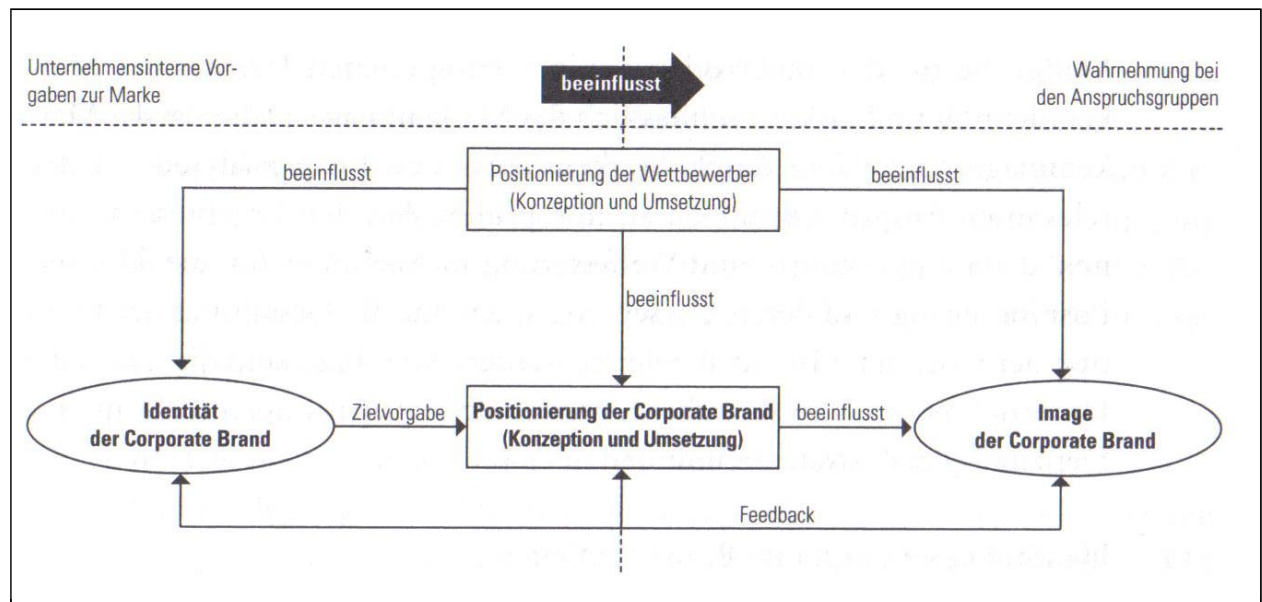 Unternehmensinterne Vor-
gaben zur Marke
beeinflusst
Wahrnehmung bei
den Anspruchsgruppen
beeinflusst
Positionierung der Wettbewerber
(Konzeption und Umsetzung)
beeinflusst
beeinflusst
Identität
der Corporate Brand
Zielvorgabe
Positionierung der Corporate Brand
(Konzeption und Umsetzung)
beeinflusst
Image
der Corporate Brand
Feedback